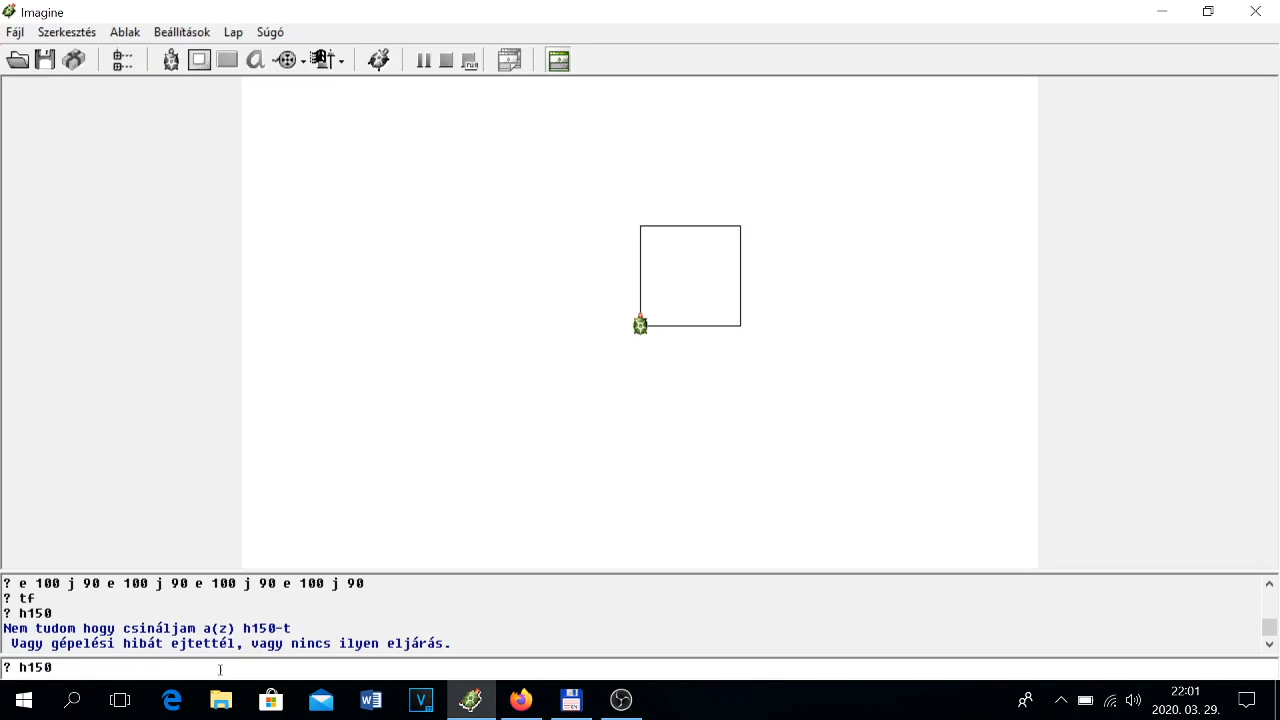 Imagine
Fájl Szerkesztés Ablak Beállítások Lap Súgó
a
run
? e 100 j 90 e 100 j 90 e 100 j 90 e 100 j 90
? tf
? h150
Nem tudom hogy csináljam a(z) h150-t
Vagy gépelési hibát ejtettél, vagy nincs ilyen eljárás.
? h150
22:01
2020. 03. 29.